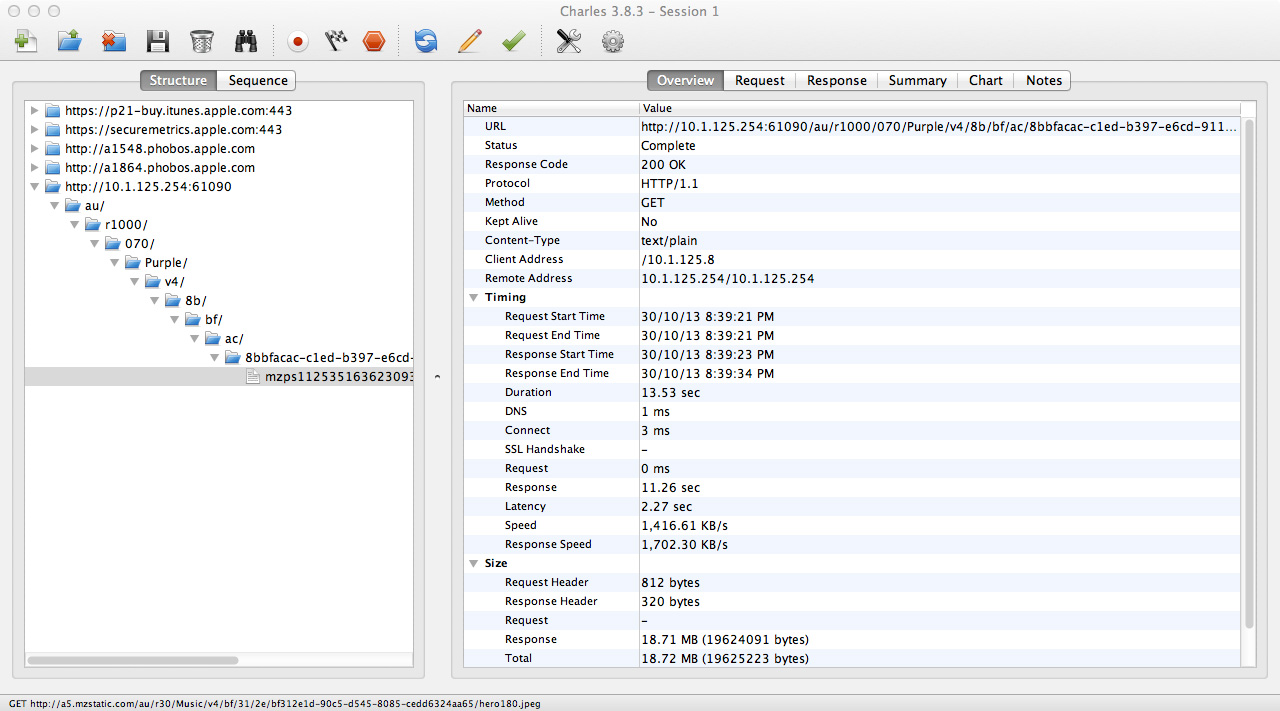 Charles 3.8.3 – Session 1
Structure Sequence
https://p21-buy.itunes.apple.com:443
https://securemetrics.apple.com:443
http://a1548.phobos.apple.com
http://a1864.phobos.apple.com
http://10.1.125.254:61090
au/
r1000/
070/
Purple/
v4/
8b/
bf/
ac/
8bbfacac-c1ed-b397-e6cd-
mzps112535163623093
Overview Request Response Summary Chart Notes
Name Value
URL http://10.1.125.254:61090/au/r1000/070/Purple/v4/8b/bf/ac/8bbfacac-c1ed-b397-e6cd-911...
Status Complete
Response Code 200 OK
Protocol HTTP/1.1
Method GET
Kept Alive No
Content-Type text/plain
Client Address /10.1.125.8
Remote Address 10.1.125.254/10.1.125.254
Timing
Request Start Time 30/10/13 8:39:21 PM
Request End Time 30/10/13 8:39:21 PM
Response Start Time 30/10/13 8:39:23 PM
Response End Time 30/10/13 8:39:34 PM
Duration 13.53 sec
DNS 1 ms
Connect 3 ms
SSL Handshake –
Request 0 ms
Response 11.26 sec
Latency 2.27 sec
Speed 1,416.61 KB/s
Response Speed 1,702.30 KB/s
Size
Request Header 812 bytes
Response Header 320 bytes
Request –
Response 18.71 MB (19624091 bytes)
Total 18.72 MB (19625223 bytes)
GET http://a5.mzstatic.com/au/r30/Music/v4/bf/31/2e/bf312e1d-90c5-d545-8085-cedd6324aa65/hero180.jpeg